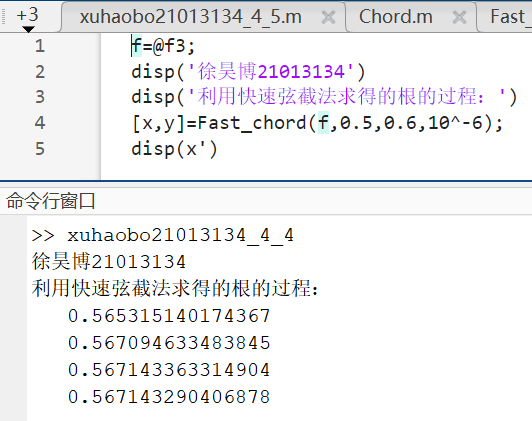 +3
xuhaobo21013134_4_5.m
Chord.m
Fast_
1 f=@f3;
2 disp('徐昊博21013134')
3 disp('利用快速弦截法求得的根的过程：')
4 [x,y]=Fast_chord(f,0.5,0.6,10^-6);
5 disp(x')
命令行窗口
>> xuhaobo21013134_4_4
徐昊博21013134
利用快速弦截法求得的根的过程：
0.565315140174367
0.567094633483845
0.567143363314904
0.567143290406878